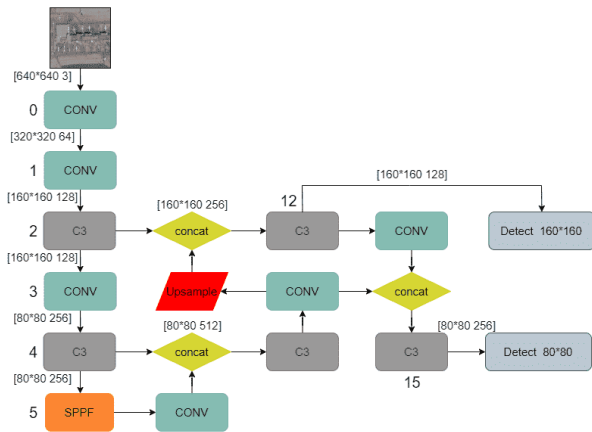 [640*640 3]
0 CONV
[320*320 64]
1 CONV
[160*160 128] [160*160 256] 12 [160*160 128]
2 C3 concat C3 CONV Detect 160*160
[160*160 128]
3 CONV Upsample CONV concat
[80*80 256] [80*80 512] [80*80 256]
4 C3 concat C3 C3 Detect 80*80
[80*80 256] 15
5 SPPF CONV